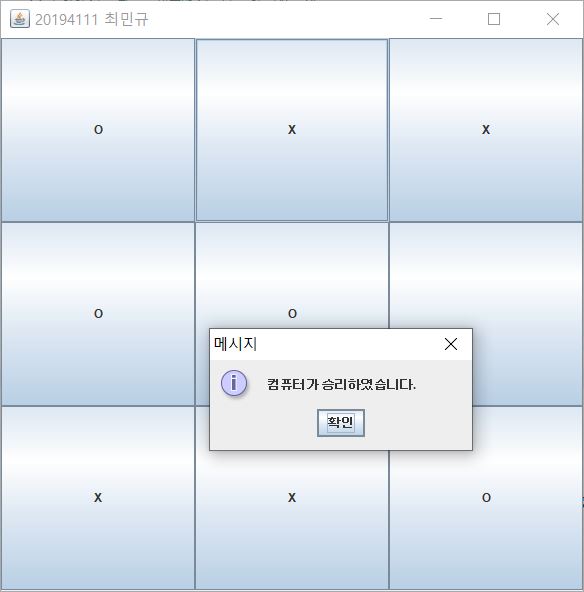 20194111 최민규
O X X
O O
메시지
컴퓨터가 승리하였습니다.
확인
X X O